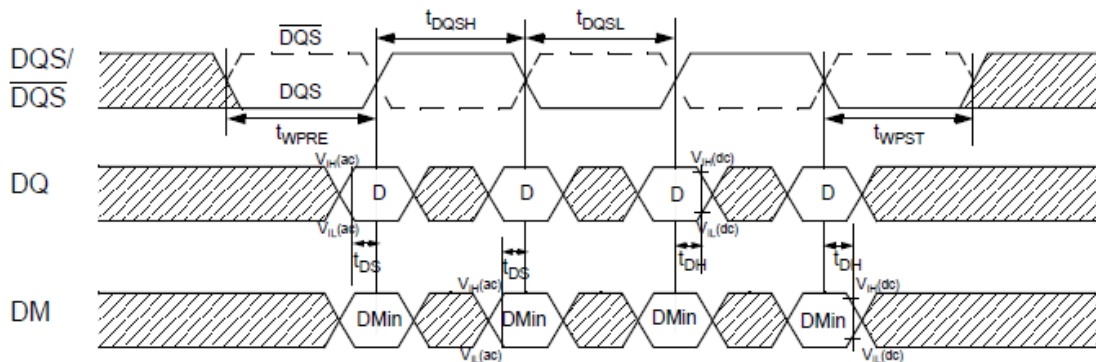 tDQSH tDQSL
DQS
DQS/
DQS
DQS
tWPRE tWPST
VIH(ac) VIH(dc)
DQ D D D D
VIL(ac) VIL(dc)
tDS tDS tDH tDH
VIH(ac) VIH(dc)
DM DMin DMin DMin DMin
VIL(ac) VIL(dc)